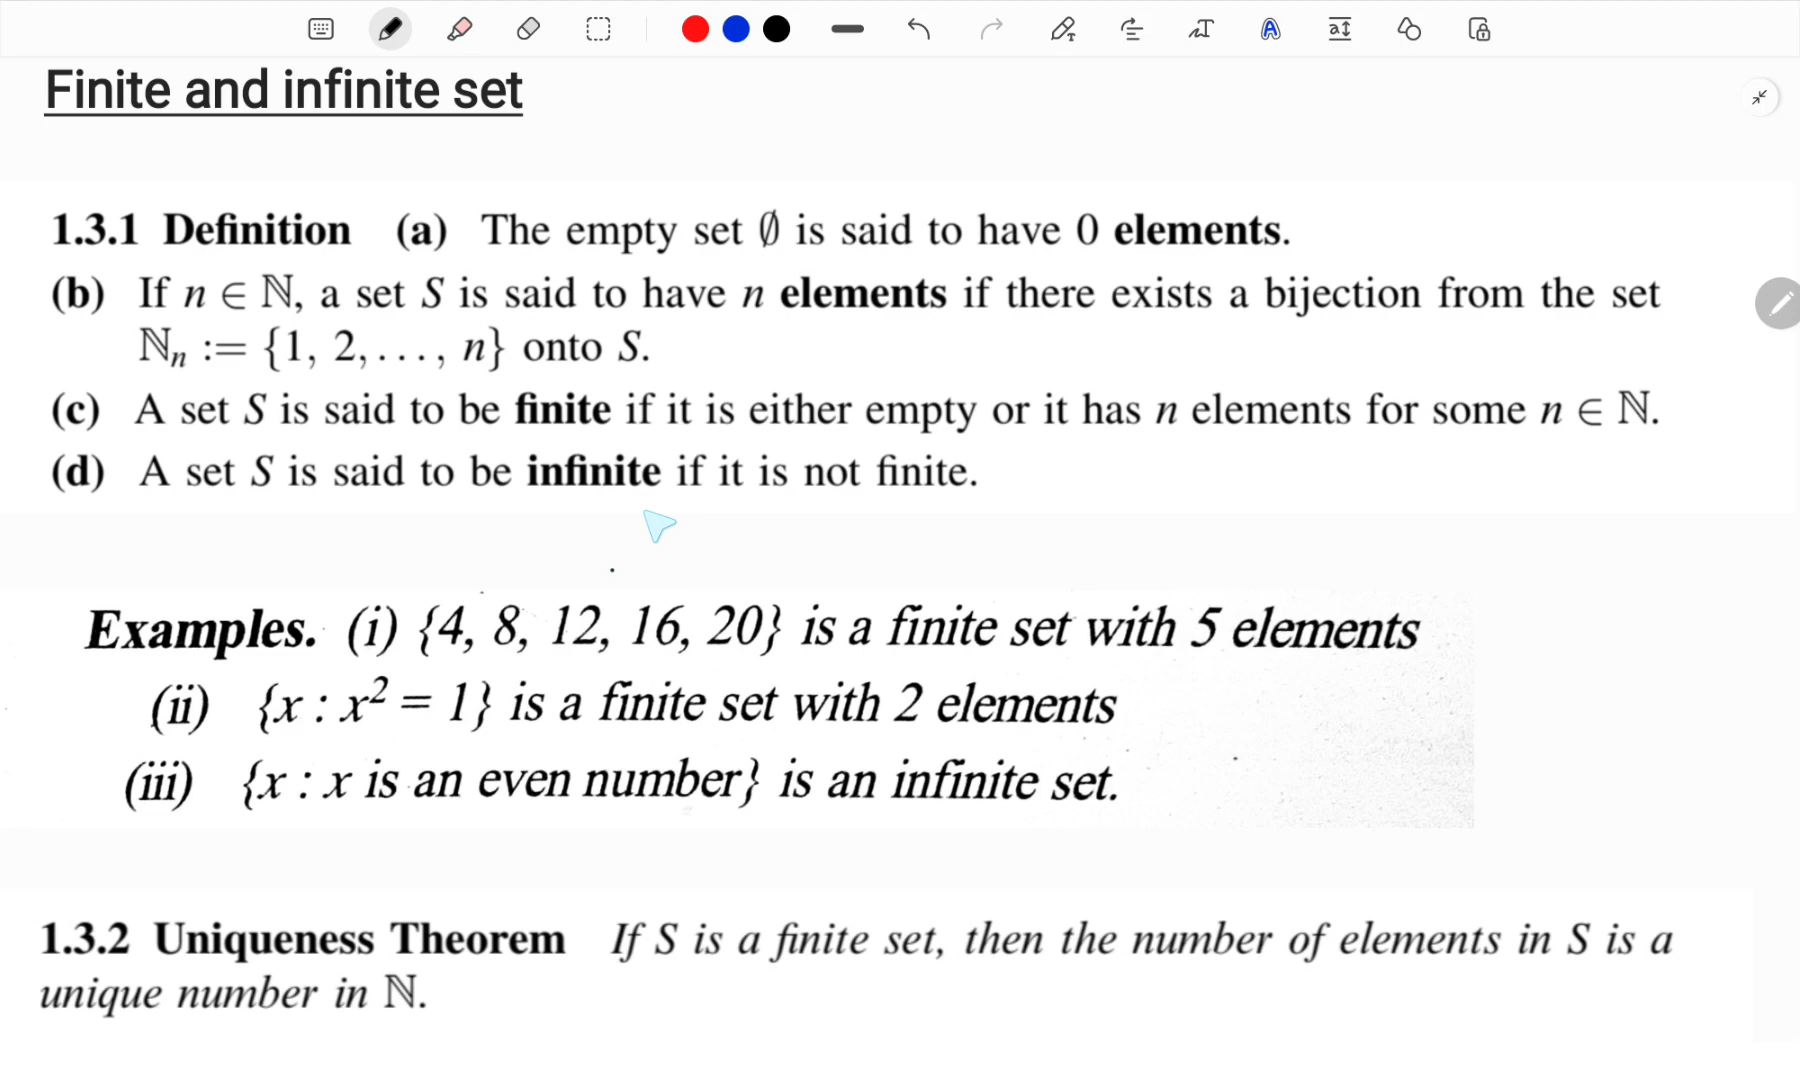 Finite and infinite set
1.3.1 Definition (a) The empty set ∅ is said to have 0 elements.
(b) If n ∈ ℕ, a set S is said to have n elements if there exists a bijection from the set
ℕₙ := {1, 2, . . . , n} onto S.
(c) A set S is said to be finite if it is either empty or it has n elements for some n ∈ ℕ.
(d) A set S is said to be infinite if it is not finite.
Examples. (i) {4, 8, 12, 16, 20} is a finite set with 5 elements
(ii) {x : x² = 1} is a finite set with 2 elements
(iii) {x : x is an even number} is an infinite set.
1.3.2 Uniqueness Theorem If S is a finite set, then the number of elements in S is a
unique number in ℕ.